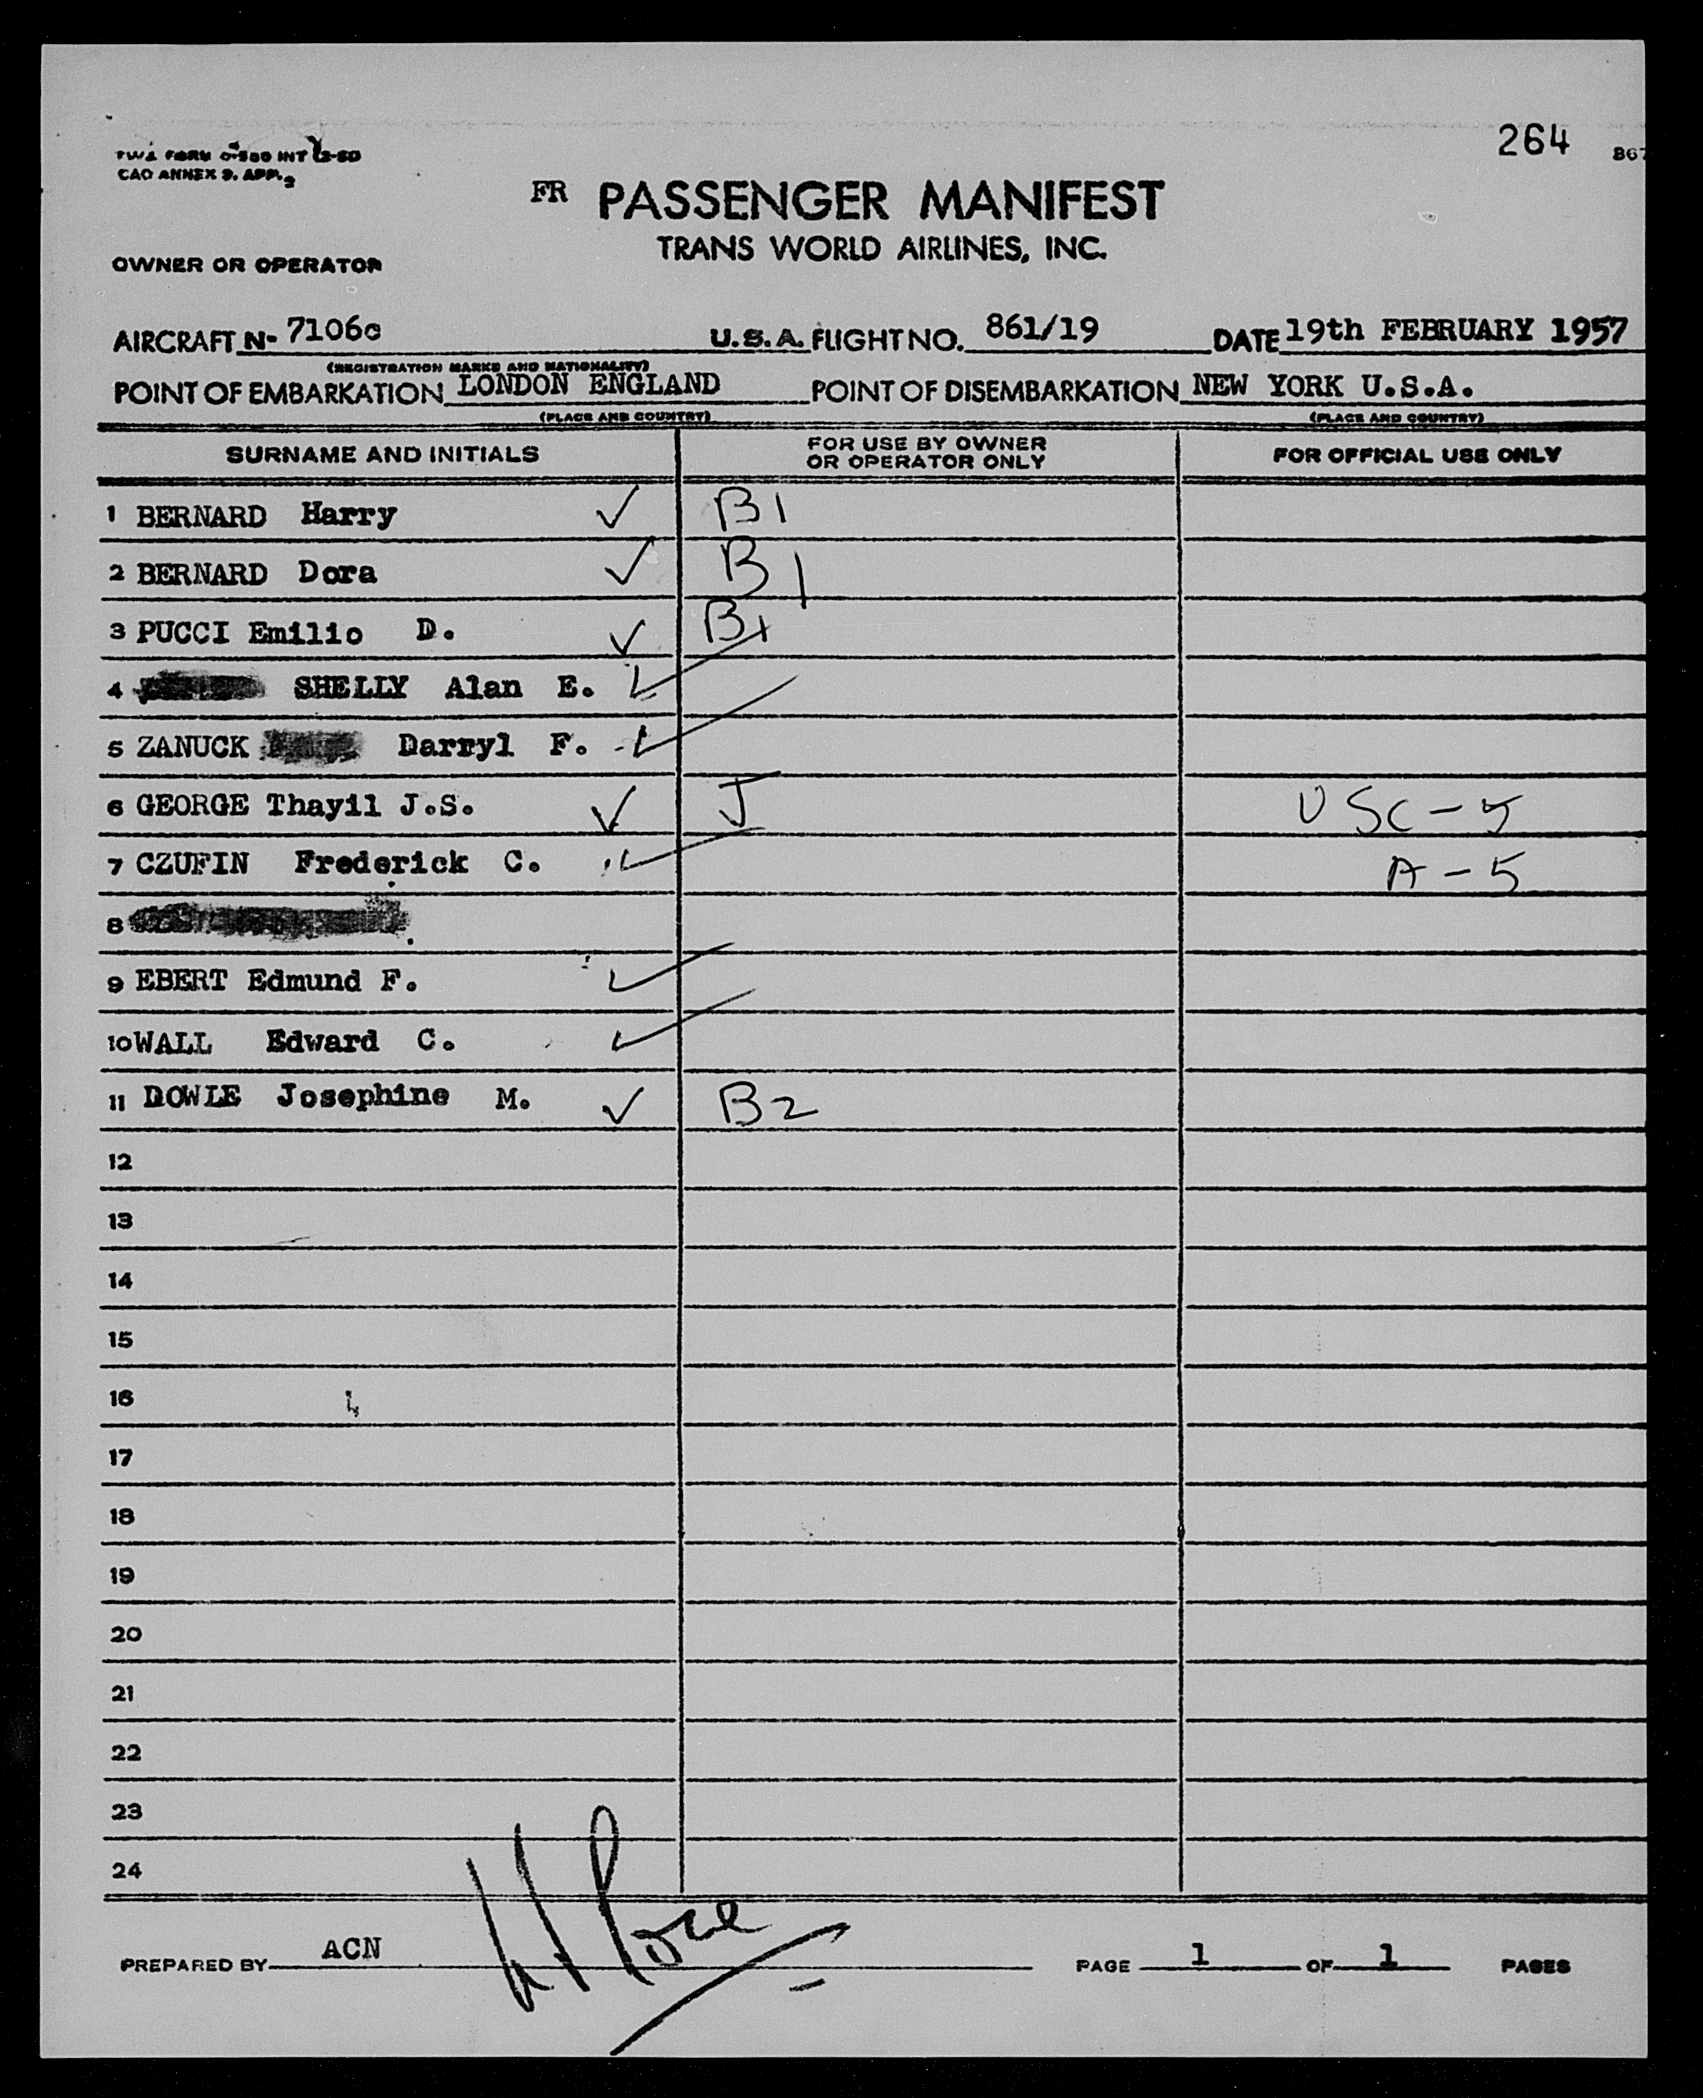 264
867
TWA FORM O-500 INT 12-50
CAO ANNEX 9. APP. 2
FR PASSENGER MANIFEST
TRANS WORLD AIRLINES, INC.
OWNER OR OPERATOR
AIRCRAFT N- 7106c U.S.A. FLIGHT NO. 861/19 DATE 19th FEBRUARY 1957
(REGISTRATION MARKS AND NATIONALITY)
POINT OF EMBARKATION LONDON ENGLAND POINT OF DISEMBARKATION NEW YORK U.S.A.
(PLACE AND COUNTRY) (PLACE AND COUNTRY)
SURNAME AND INITIALS FOR USE BY OWNER OR OPERATOR ONLY FOR OFFICIAL USE ONLY
1 BERNARD Harry ✓ B1
2 BERNARD Dora ✓ B1
3 PUCCI Emilio D. ✓ B1
4 SHELLY Alan E. ✓
5 ZANUCK Darryl F. ✓
6 GEORGE Thayil J.S. ✓ J USC-5
7 CZUFIN Frederick C. ✓ A-5
8
9 EBERT Edmund F. ✓
10 WALL Edward C. ✓
11 DOWLE Josephine M. ✓ B2
12
13
14
15
16
17
18
19
20
21
22
23
24
PREPARED BY ACN PAGE 1 OF 1 PAGES